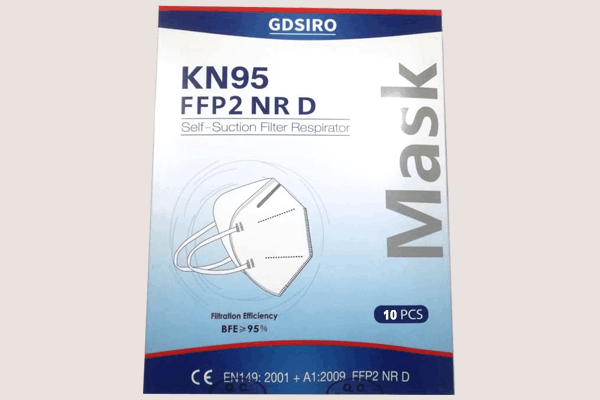 GDSIRO
KN95
FFP2 NR D
Self-Suction Filter Respirator
Mask
Filtration Efficiency
BFE≥95%
10 PCS
CE EN149: 2001 + A1:2009 FFP2 NR D
Q.C.
Q.C.